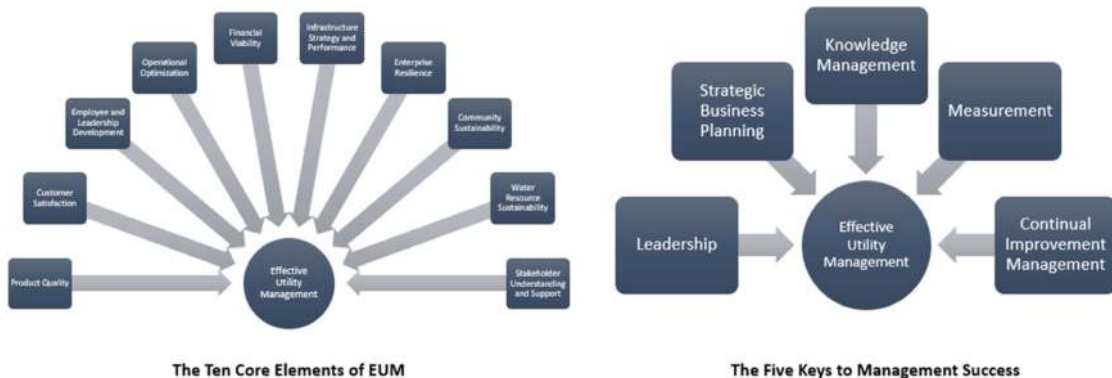 Product Quality
Customer
Satisfaction
Employee and
Leadership
Development
Operational
Optimization
Financial
Viability
Infrastructure
Strategy and
Performance
Enterprise
Resilience
Community
Sustainability
Water
Resource
Sustainability
Stakeholder
Understanding
and Support
Effective
Utility
Management
The Ten Core Elements of EUM
Leadership
Strategic
Business
Planning
Knowledge
Management
Measurement
Continual
Improvement
Management
Effective
Utility
Management
The Five Keys to Management Success